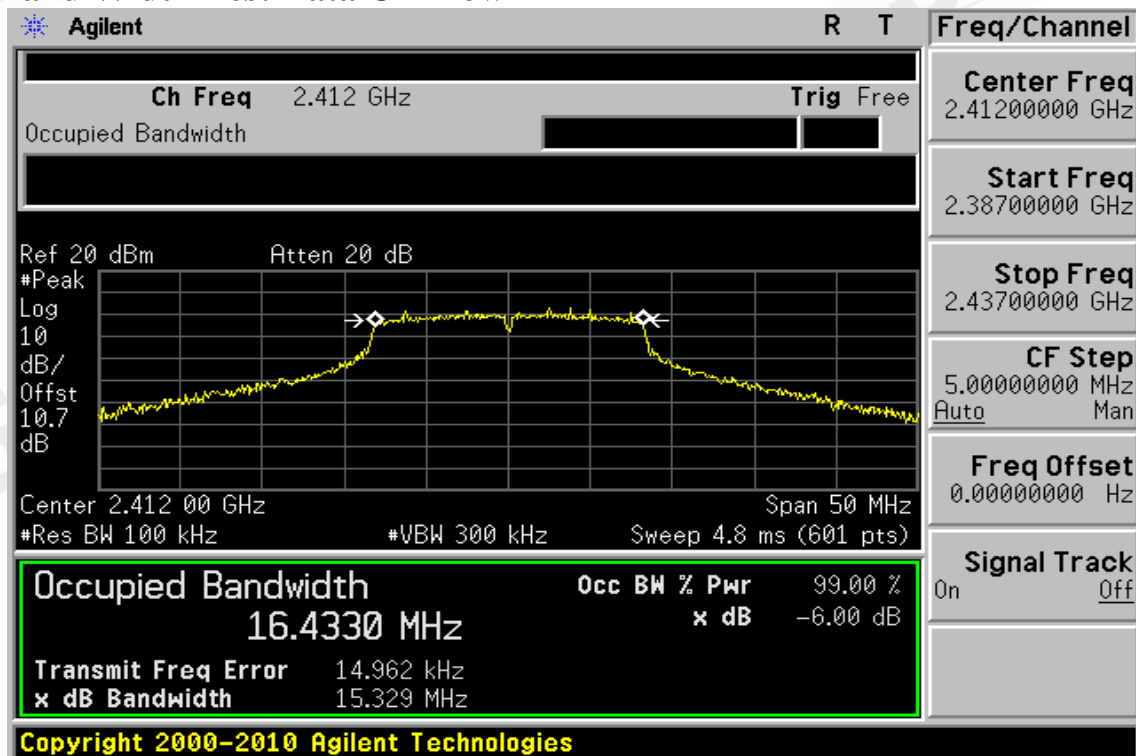 Agilent R T
Freq/Channel
Ch Freq 2.412 GHz Trig Free
Occupied Bandwidth
Center Freq
2.41200000 GHz
Start Freq
2.38700000 GHz
Stop Freq
2.43700000 GHz
CF Step
5.00000000 MHz
Auto Man
Freq Offset
0.00000000 Hz
Signal Track
On Off
Ref 20 dBm Atten 20 dB
#Peak
Log
10
dB/
Offst
10.7
dB
Center 2.412 00 GHz Span 50 MHz
#Res BW 100 kHz #VBW 300 kHz Sweep 4.8 ms (601 pts)
Occupied Bandwidth Occ BW % Pwr 99.00 %
16.4330 MHz x dB -6.00 dB
Transmit Freq Error 14.962 kHz
x dB Bandwidth 15.329 MHz
Copyright 2000-2010 Agilent Technologies